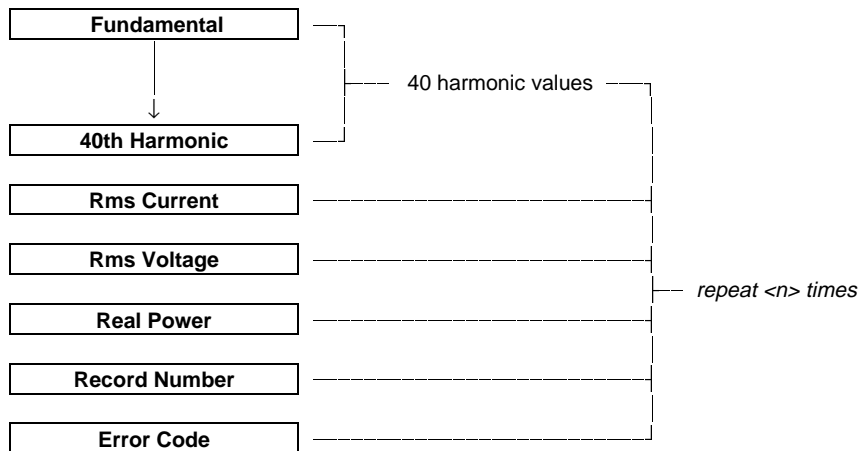 Fundamental
40 harmonic values
40th Harmonic
Rms Current
Rms Voltage
repeat <n> times
Real Power
Record Number
Error Code